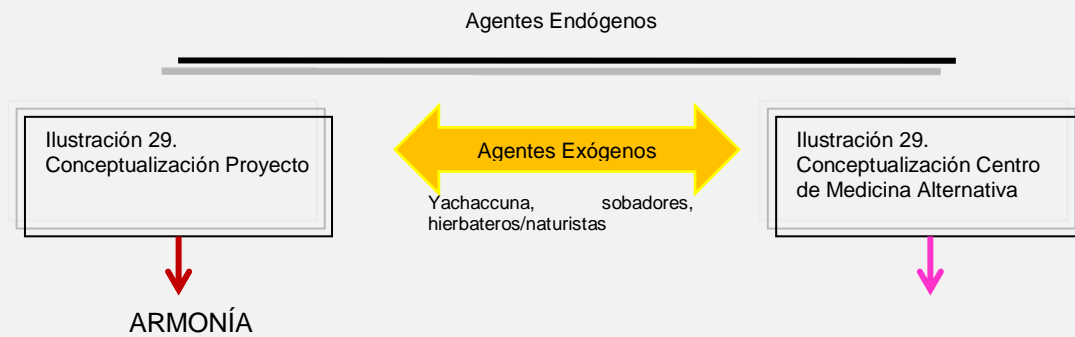 Agentes Endógenos
Ilustración 29.
Conceptualización Proyecto
Agentes Exógenos
Yachaccuna, sobadores,
hierbateros/naturistas
Ilustración 29.
Conceptualización Centro
de Medicina Alternativa
ARMONÍA